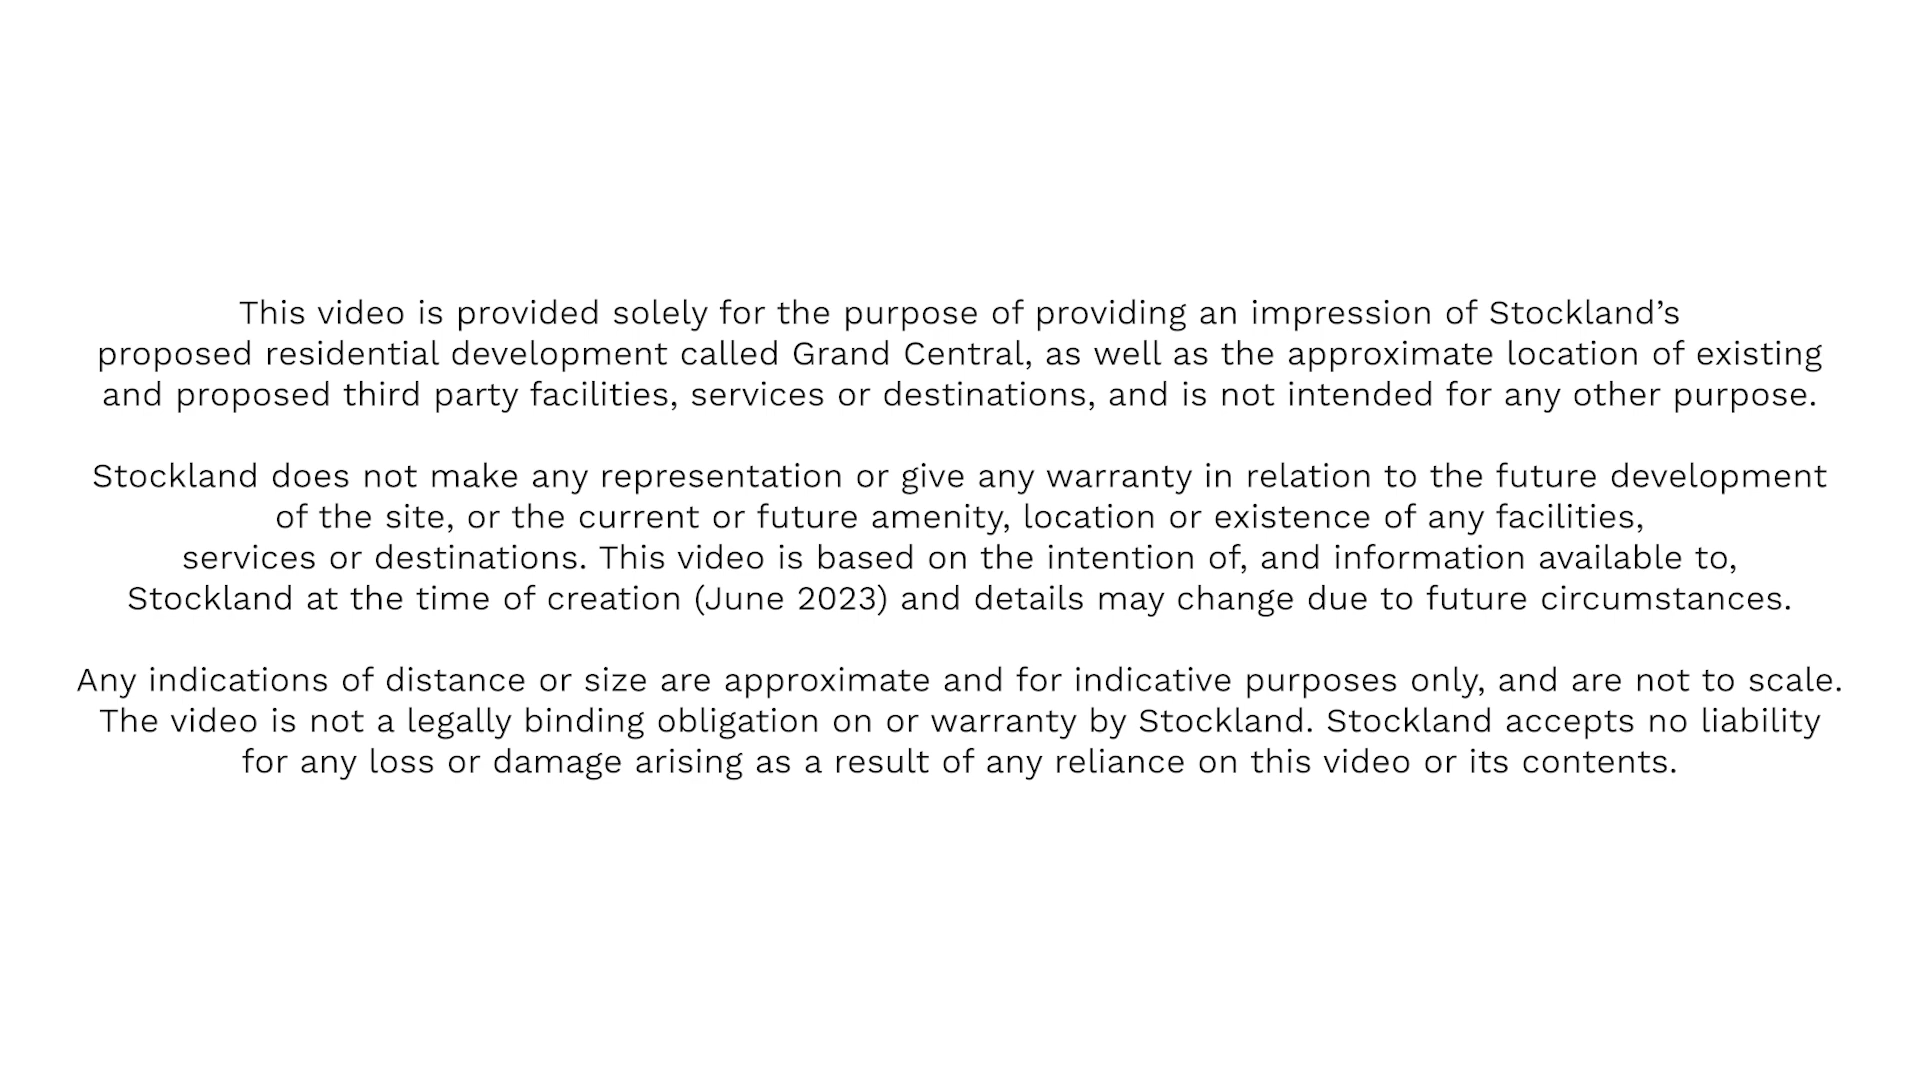 This video is provided solely for the purpose of providing an impression of Stockland’s
proposed residential development called Grand Central, as well as the approximate location of existing
and proposed third party facilities, services or destinations, and is not intended for any other purpose.
Stockland does not make any representation or give any warranty in relation to the future development
of the site, or the current or future amenity, location or existence of any facilities,
services or destinations. This video is based on the intention of, and information available to,
Stockland at the time of creation (June 2023) and details may change due to future circumstances.
Any indications of distance or size are approximate and for indicative purposes only, and are not to scale.
The video is not a legally binding obligation on or warranty by Stockland. Stockland accepts no liability
for any loss or damage arising as a result of any reliance on this video or its contents.